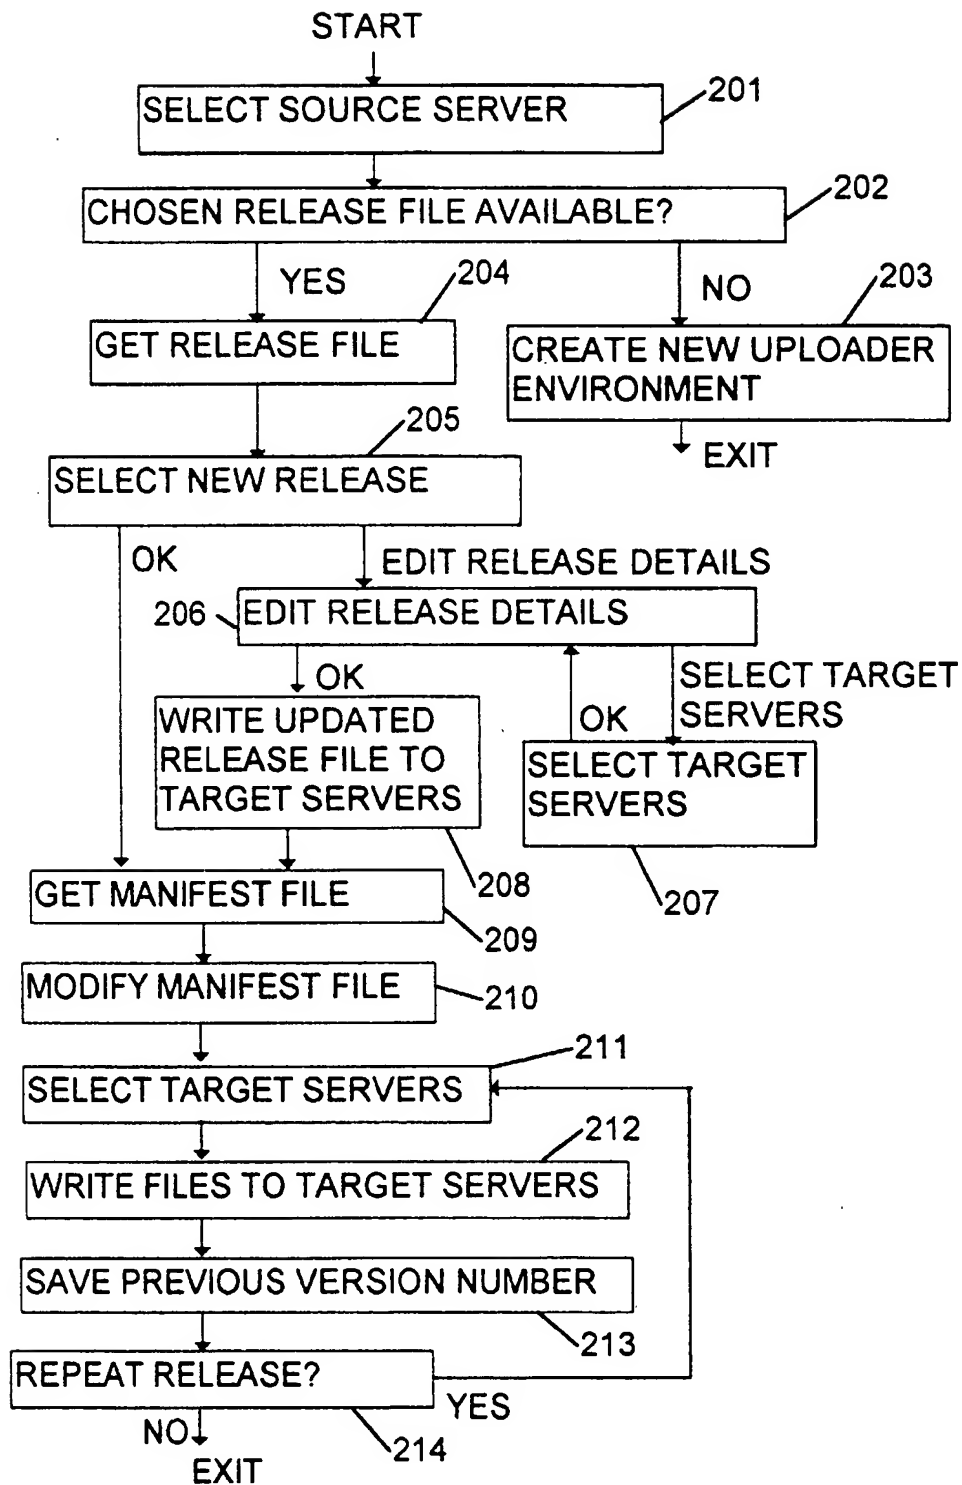 START
SELECT SOURCE SERVER
201
CHOSEN RELEASE FILE AVAILABLE?
202
YES
204
NO
203
GET RELEASE FILE
CREATE NEW UPLOADER
ENVIRONMENT
205
EXIT
SELECT NEW RELEASE
OK
EDIT RELEASE DETAILS
206
EDIT RELEASE DETAILS
OK
SELECT TARGET
SERVERS
OK
WRITE UPDATED
RELEASE FILE TO
TARGET SERVERS
SELECT TARGET
SERVERS
208
207
GET MANIFEST FILE
209
MODIFY MANIFEST FILE
210
211
SELECT TARGET SERVERS
212
WRITE FILES TO TARGET SERVERS
SAVE PREVIOUS VERSION NUMBER
213
REPEAT RELEASE?
YES
NO
214
EXIT